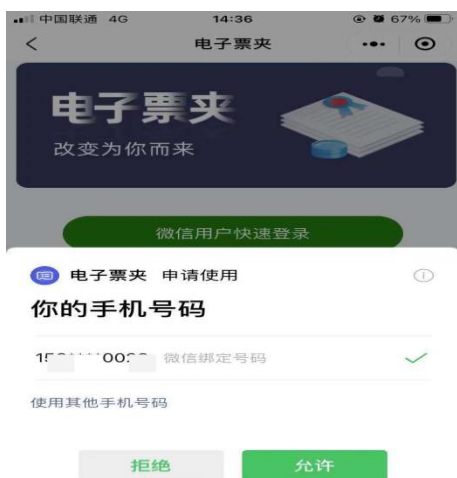 中国联通 4G 14:36 67%
电子票夹
电子票夹
改变为你而来
微信用户快速登录
电子票夹 申请使用
你的手机号码
微信绑定号码
使用其他手机号码
拒绝 允许